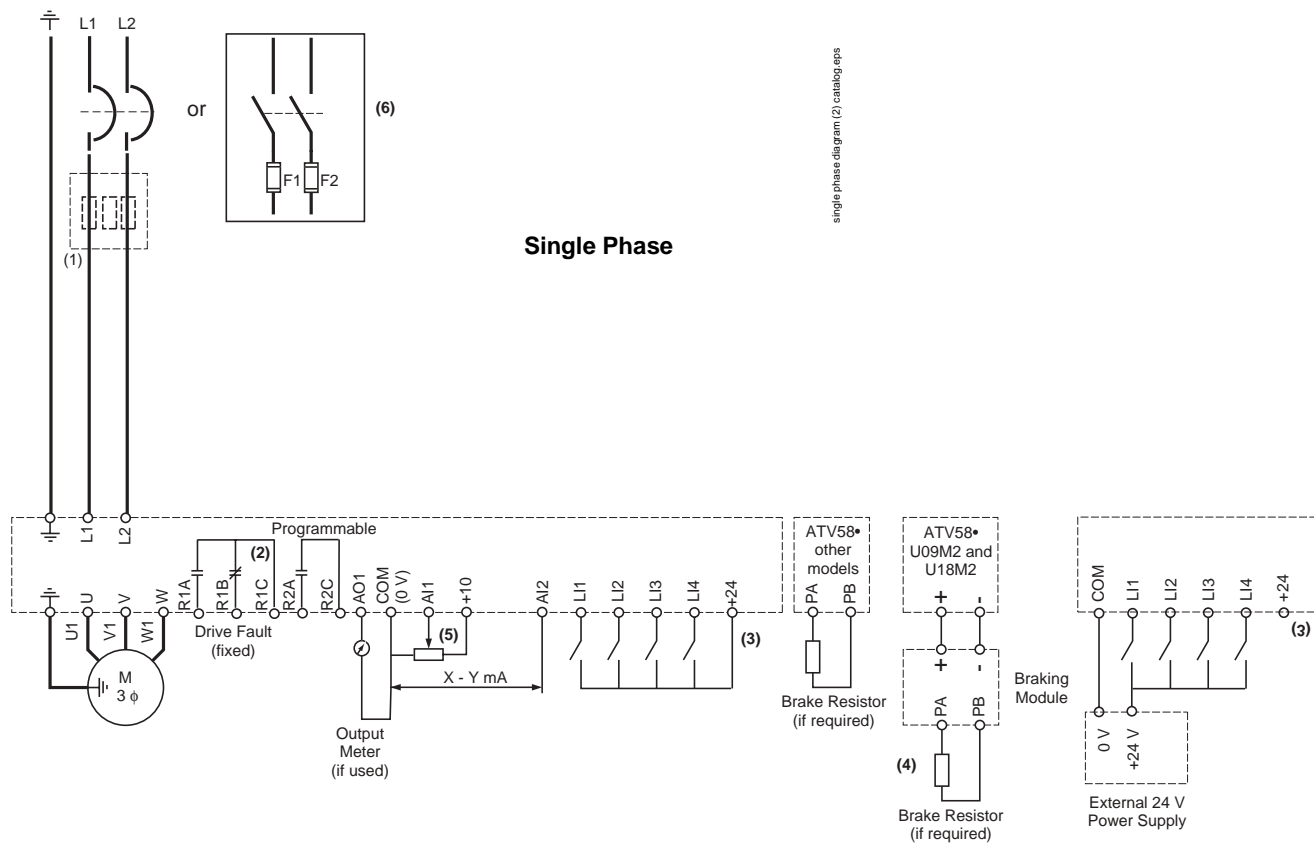 L1 L2
or
(6)
F1 F2
(1)
single phase diagram (2) catalog.eps
Single Phase
L1
L2
Programmable
(2)
U
V
W
R1A
R1B
R1C
R2A
R2C
AO1
COM
(0 V)
AI1
+10
AI2
LI1
LI2
LI3
LI4
+24
U1
V1
W1
Drive Fault
(fixed)
(5)
(3)
M
3 ϕ
X - Y mA
Output
Meter
(if used)
ATV58•
other
models
PA
PB
Brake Resistor
(if required)
ATV58•
U09M2 and
U18M2
+ -
+ -
PA
PB
Braking
Module
(4)
Brake Resistor
(if required)
COM
LI1
LI2
LI3
LI4
+24
(3)
0 V
+24 V
External 24 V
Power Supply